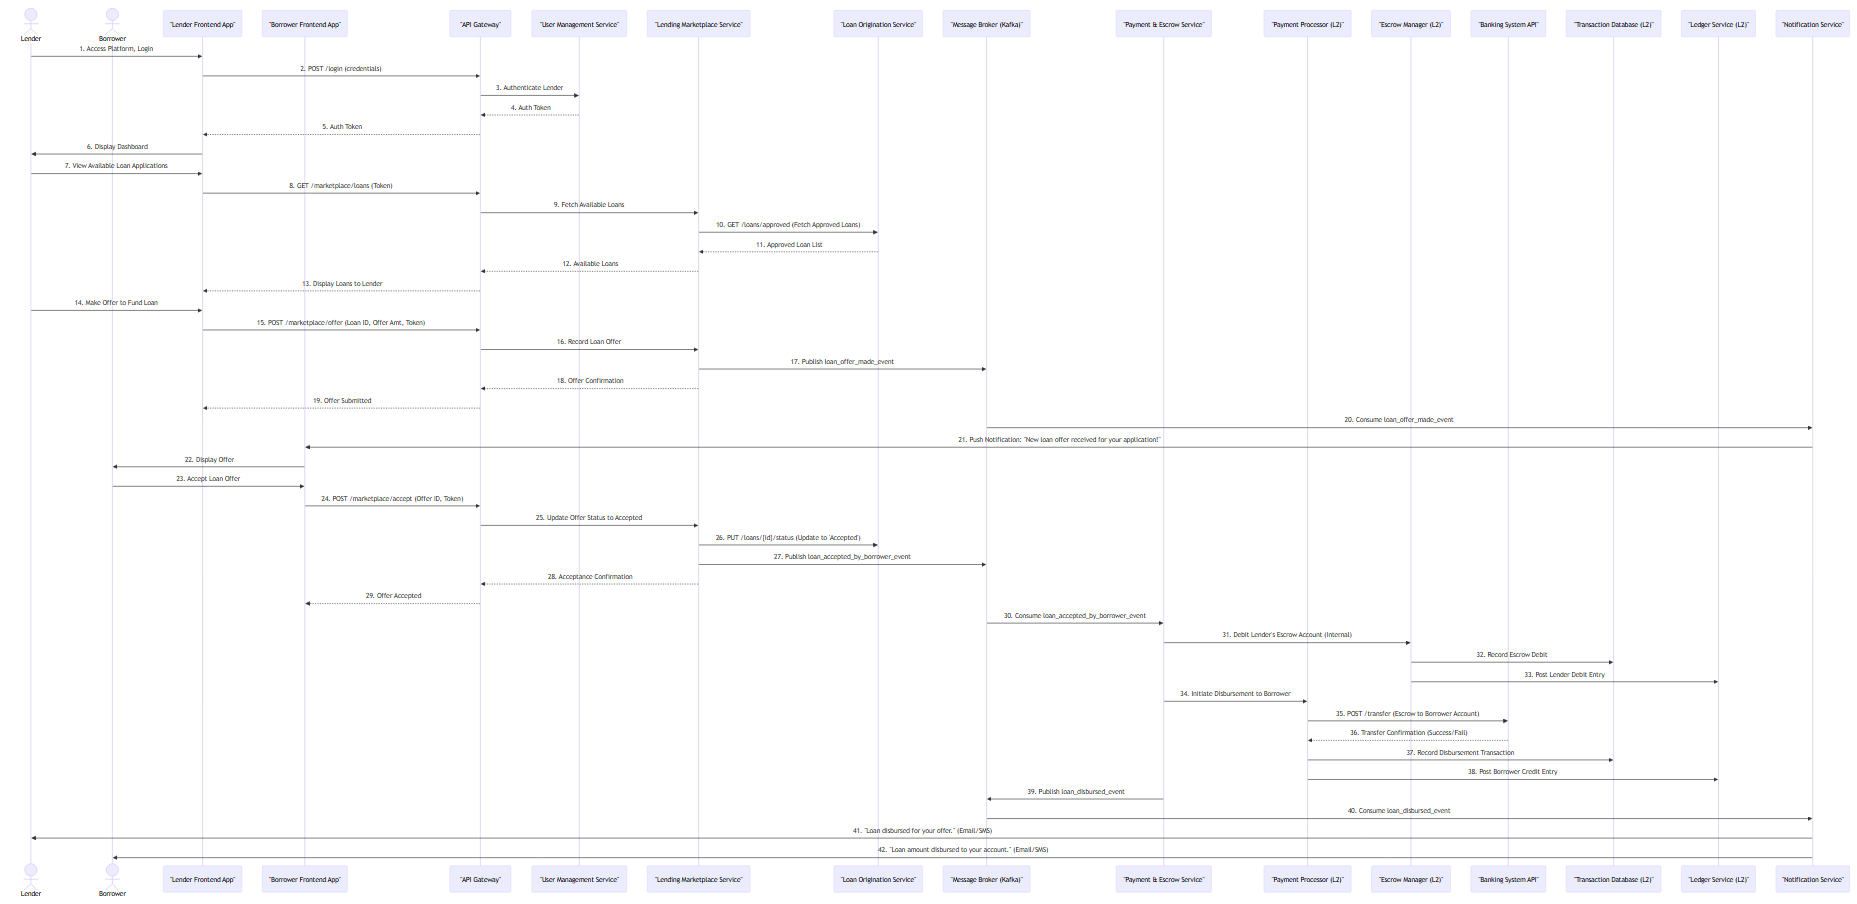 Lender
Borrower
"Lender Frontend App"
"Borrower Frontend App"
"API Gateway"
"User Management Service"
"Lending Marketplace Service"
"Loan Origination Service"
"Message Broker (Kafka)"
"Payment & Escrow Service"
"Payment Processor (L2)"
"Escrow Manager (L2)"
"Banking System API"
"Transaction Database (L2)"
"Ledger Service (L2)"
"Notification Service"
1. Access Platform, Login
2. POST /login (credentials)
3. Authenticate Lender
4. Auth Token
5. Auth Token
6. Display Dashboard
7. View Available Loan Applications
8. GET /marketplace/loans (Token)
9. Fetch Available Loans
10. GET /loans/approved (Fetch Approved Loans)
11. Approved Loan List
12. Available Loans
13. Display Loans to Lender
14. Make Offer to Fund Loan
15. POST /marketplace/offer (Loan ID, Offer Amt, Token)
16. Record Loan Offer
17. Publish loan_offer_made_event
18. Offer Confirmation
19. Offer Submitted
20. Consume loan_offer_made_event
21. Push Notification: "New loan offer received for your application!"
22. Display Offer
23. Accept Loan Offer
24. POST /marketplace/accept (Offer ID, Token)
25. Update Offer Status to Accepted
26. PUT /loans/{id}/status (Update to 'Accepted')
27. Publish loan_accepted_by_borrower_event
28. Acceptance Confirmation
29. Offer Accepted
30. Consume loan_accepted_by_borrower_event
31. Debit Lender's Escrow Account (Internal)
32. Record Escrow Debit
33. Post Lender Debit Entry
34. Initiate Disbursement to Borrower
35. POST /transfer (Escrow to Borrower Account)
36. Transfer Confirmation (Success/Fail)
37. Record Disbursement Transaction
38. Post Borrower Credit Entry
39. Publish loan_disbursed_event
40. Consume loan_disbursed_event
41. "Loan disbursed for your offer." (Email/SMS)
42. "Loan amount disbursed to your account." (Email/SMS)
Lender
Borrower
"Lender Frontend App"
"Borrower Frontend App"
"API Gateway"
"User Management Service"
"Lending Marketplace Service"
"Loan Origination Service"
"Message Broker (Kafka)"
"Payment & Escrow Service"
"Payment Processor (L2)"
"Escrow Manager (L2)"
"Banking System API"
"Transaction Database (L2)"
"Ledger Service (L2)"
"Notification Service"